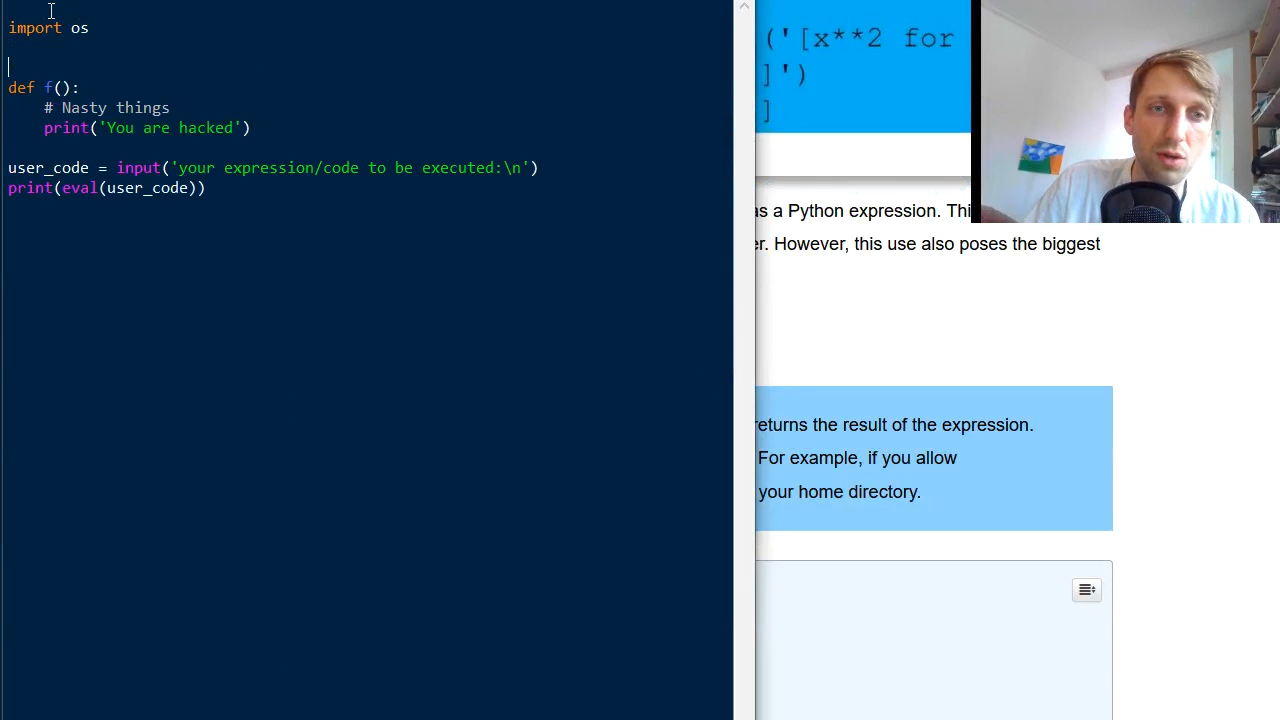 import os
def f():
# Nasty things
print('You are hacked')
user_code = input('your expression/code to be executed:\n')
print(eval(user_code))
('[x**2 for
]')
]
as a Python expression. Thi
er. However, this use also poses the biggest
returns the result of the expression.
For example, if you allow
your home directory.